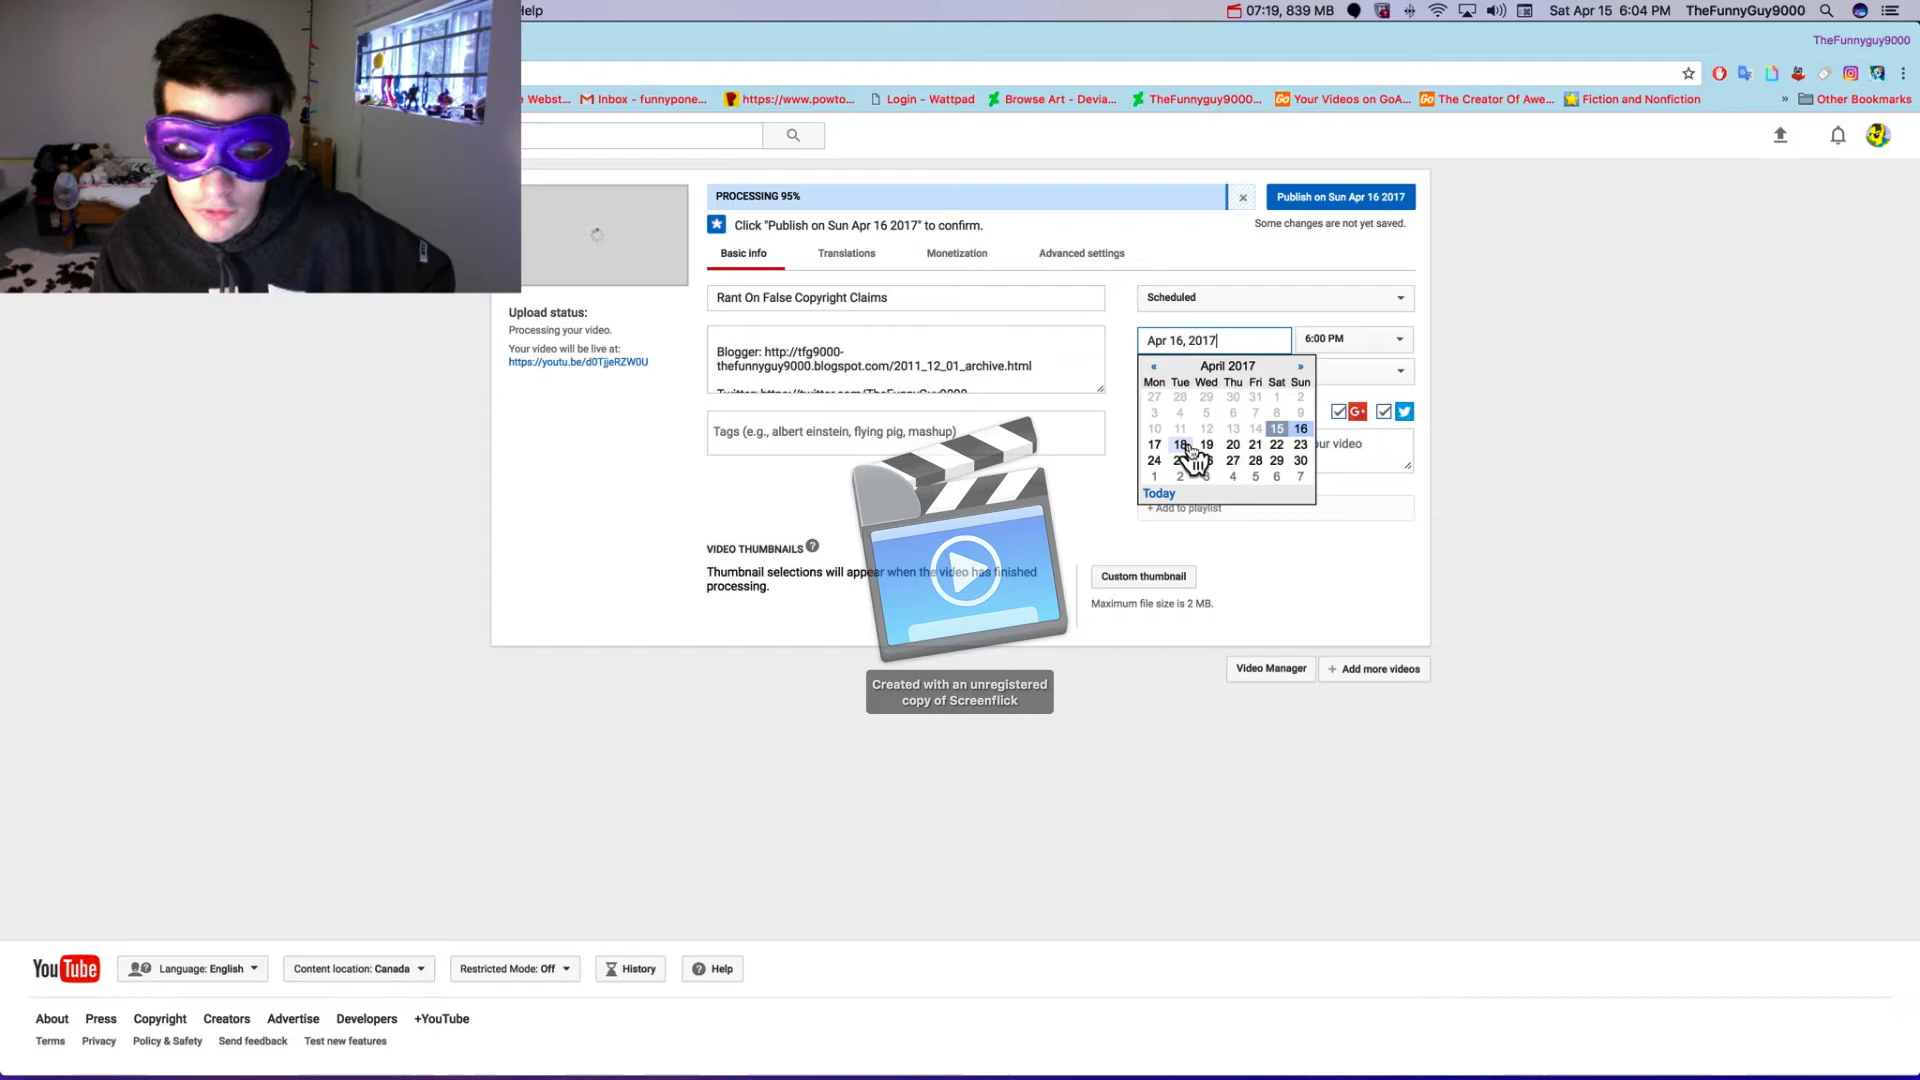 Help
07:19, 839 MB
Sat Apr 15 6:04 PM
TheFunnyGuy9000
TheFunnyguy9000
e Webst...
Inbox - funnypone...
https://www.powto...
Login - Wattpad
Browse Art - Devia...
TheFunnyguy9000...
Your Videos on GoA...
The Creator Of Awe...
Fiction and Nonfiction
»
Other Bookmarks
PROCESSING 95%
Publish on Sun Apr 16 2017
Click "Publish on Sun Apr 16 2017" to confirm.
Some changes are not yet saved.
Basic info
Translations
Monetization
Advanced settings
Upload status:
Processing your video.
Your video will be live at:
https://youtu.be/d0TjjeRZW0U
Rant On False Copyright Claims
Blogger: http://tfg9000-
thefunnyguy9000.blogspot.com/2011_12_01_archive.html
Twitter: https://twitter.com/TheFunnyGuy9000
Tags (e.g., albert einstein, flying pig, mashup)
Scheduled
Apr 16, 2017
6:00 PM
« April 2017 »
Mon Tue Wed Thu Fri Sat Sun
27 28 29 30 31 1 2
3 4 5 6 7 8 9
10 11 12 13 14 15 16
17 18 19 20 21 22 23
24 27 28 29 30
1 2 3 4 5 6 7
Today
G+
our video
+ Add to playlist
VIDEO THUMBNAILS ?
Thumbnail selections will appear when the video has finished
processing.
Custom thumbnail
Maximum file size is 2 MB.
Created with an unregistered
copy of Screenflick
Video Manager
+ Add more videos
YouTube
Language: English
Content location: Canada
Restricted Mode: Off
History
Help
About Press Copyright Creators Advertise Developers +YouTube
Terms Privacy Policy & Safety Send feedback Test new features